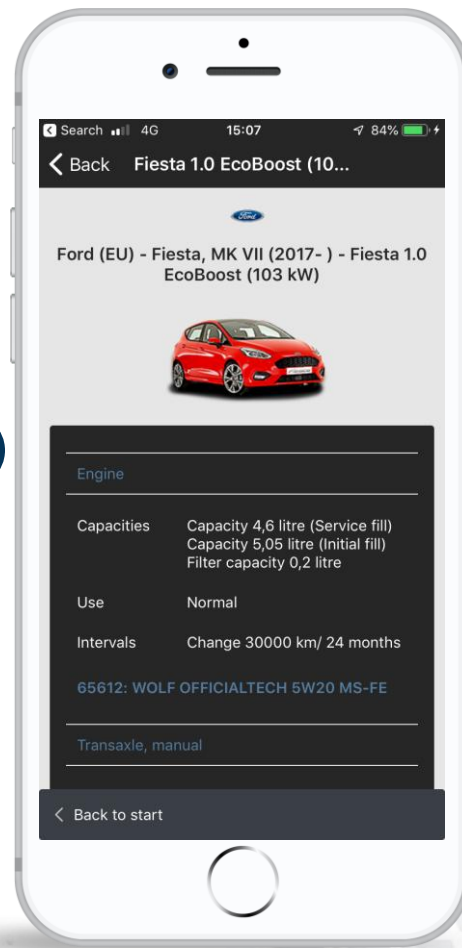 Search 4G 15:07 84%
Back Fiesta 1.0 EcoBoost (10...
Ford
Ford (EU) - Fiesta, MK VII (2017- ) - Fiesta 1.0
EcoBoost (103 kW)
Engine
Capacities Capacity 4,6 litre (Service fill)
Capacity 5,05 litre (Initial fill)
Filter capacity 0,2 litre
Use Normal
Intervals Change 30000 km/ 24 months
65612: WOLF OFFICIALTECH 5W20 MS-FE
Transaxle, manual
Back to start